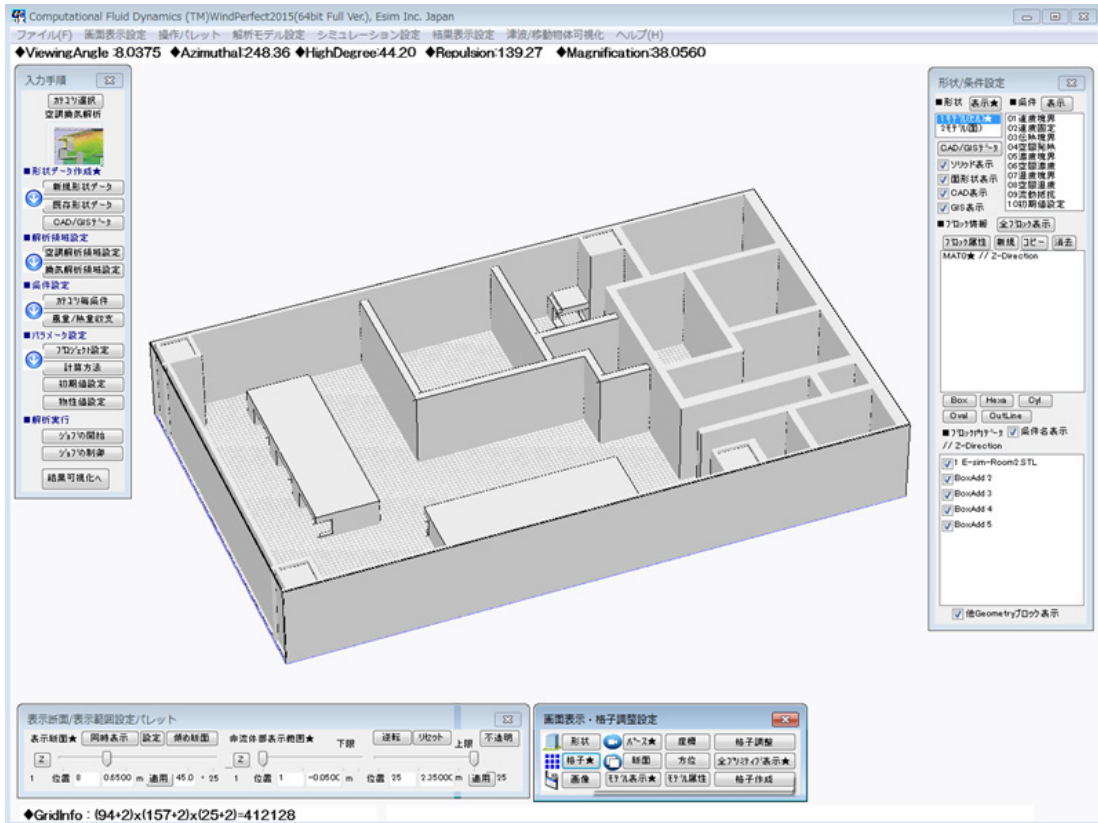 Computational Fluid Dynamics (TM)WindPerfect2015(64bit Full Ver.), Esim Inc. Japan
ファイル(F) 画面表示設定 操作パレット 解析モデル設定 シミュレーション設定 結果表示設定 津波/移動物体可視化 ヘルプ(H)
◆ViewingAngle:8.0375 ◆Azimuthal:248.36 ◆HighDegree:44.20 ◆Repulsion:139.27 ◆Magnification:38.0560
入力手順
ｶﾃｺﾞﾘ選択
空調換気解析
■形状データ作成★
新規形状データ
既存形状データ
CAD/GISﾃﾞｰﾀ
■解析領域設定
空調解析領域設定
換気解析領域設定
■条件設定
ｶﾃｺﾞﾘ毎条件
風量/熱量収支
■パラメータ設定
ﾌﾟﾛｼﾞｪｸﾄ設定
計算方法
初期値設定
物性値設定
■解析実行
ｼﾞｮﾌﾞの開始
ｼﾞｮﾌﾞの制御
結果可視化へ
形状/条件設定
■形状 表示★ ■条件 表示
1ﾓﾃﾞﾙ(ｾﾙ)★
2ﾓﾃﾞﾙ(面)
CAD/GISﾃﾞｰﾀ
ソリッド表示
面形状表示
CAD表示
GIS表示
01速度境界
02速度固定
03伝熱境界
04空間発熱
05濃度境界
06空間濃度
07温度境界
08空間温度
09流動抵抗
10初期値設定
■ﾌﾞﾛｯｸ情報 全ﾌﾞﾛｯｸ表示
ﾌﾞﾛｯｸ属性 新規 コピー 消去
MAT0★ // Z-Direction
Box Hexa Cyl
Oval OutLine
■ﾌﾞﾛｯｸ内ﾃﾞｰﾀ 条件名表示
// Z-Direction
1 E-sim-Room2.STL
BoxAdd 2
BoxAdd 3
BoxAdd 4
BoxAdd 5
他Geometryブロック表示
表示断面/表示範囲設定パレット
表示断面★ 同時表示 設定 傾め断面 非流体部表示範囲★ 下限 逆転 ﾘｾｯﾄ 上限 不透明
Z Z
1 位置 8 0.6500 m 適用 45.0 ° 25 1 位置 1 -0.0500 m 位置 25 2.3500 m 適用 25
画面表示・格子調整設定
形状 ﾊﾟｰｽ★ 座標 格子調整
格子★ 断面 方位 全ﾌﾟﾘﾐﾃｨﾌﾞ表示★
画像 ﾓﾃﾞﾙ表示★ ﾓﾃﾞﾙ属性 格子作成
◆GridInfo : (94+2)x(157+2)x(25+2)=412128